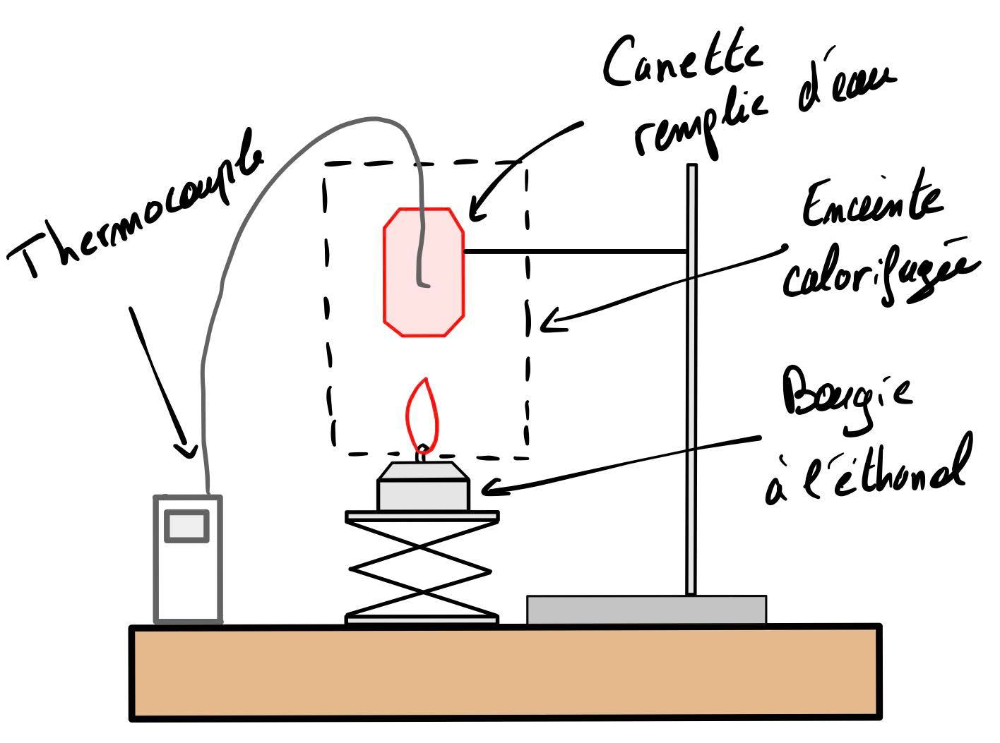 Canette
remplie d'eau
Thermocouple
Enceinte
calorifugée
Bougie
à l'éthanol